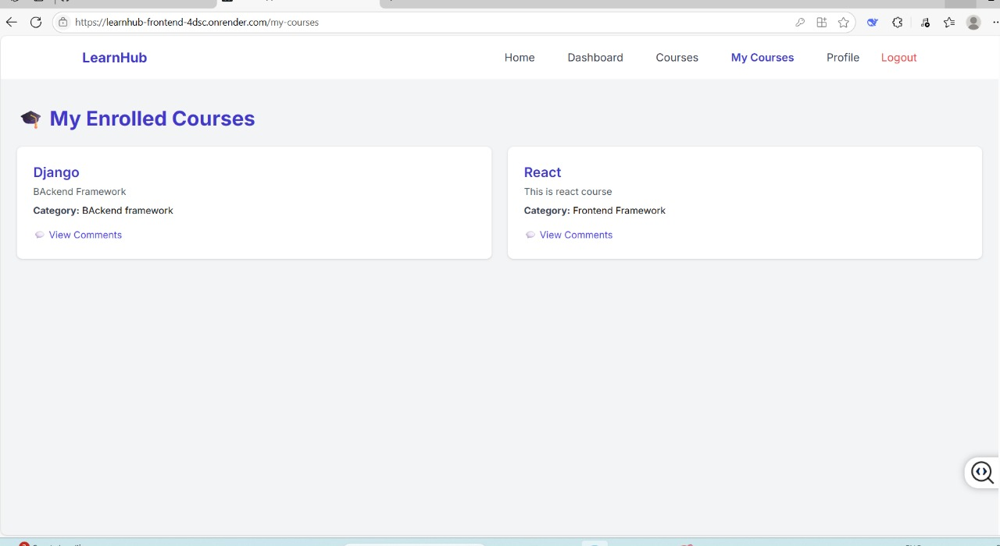 https://learnhub-frontend-4dsc.onrender.com/my-courses
LearnHub
Home
Dashboard
Courses
My Courses
Profile
Logout
🎓 My Enrolled Courses
Django
BAckend Framework
Category: BAckend framework
💬 View Comments
React
This is react course
Category: Frontend Framework
💬 View Comments